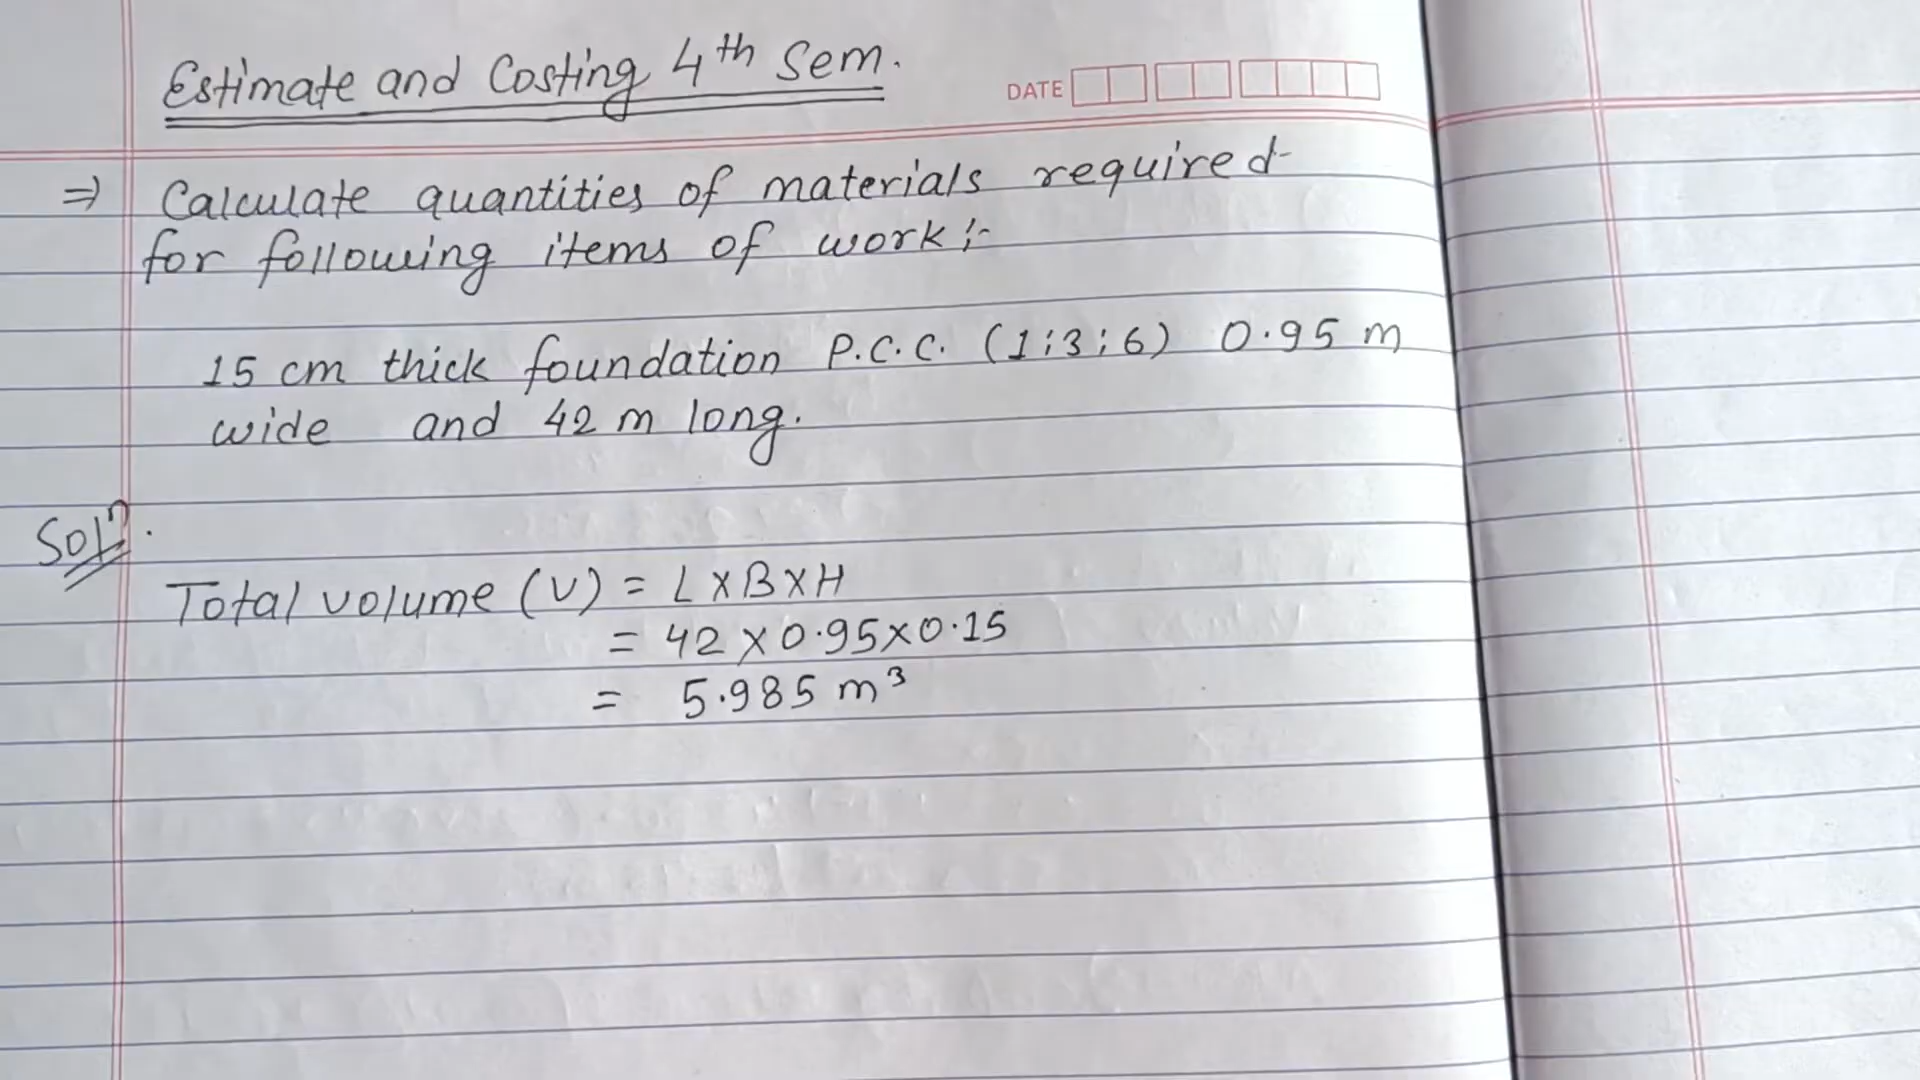 Estimate and Costing 4th Sem.
DATE
⇒ Calculate quantities of materials required
for following items of work :-
15 cm thick foundation P.C.C. (1:3:6) 0.95 m
wide and 42 m long.
Solⁿ.
Total volume (V) = L X B X H
= 42 X 0.95 X 0.15
= 5.985 m³